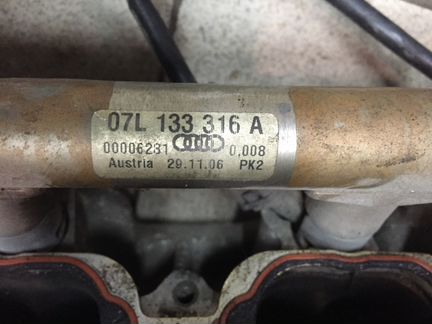 07L 133 316 A
00006231 0,008
Austria 29.11.06 PK2